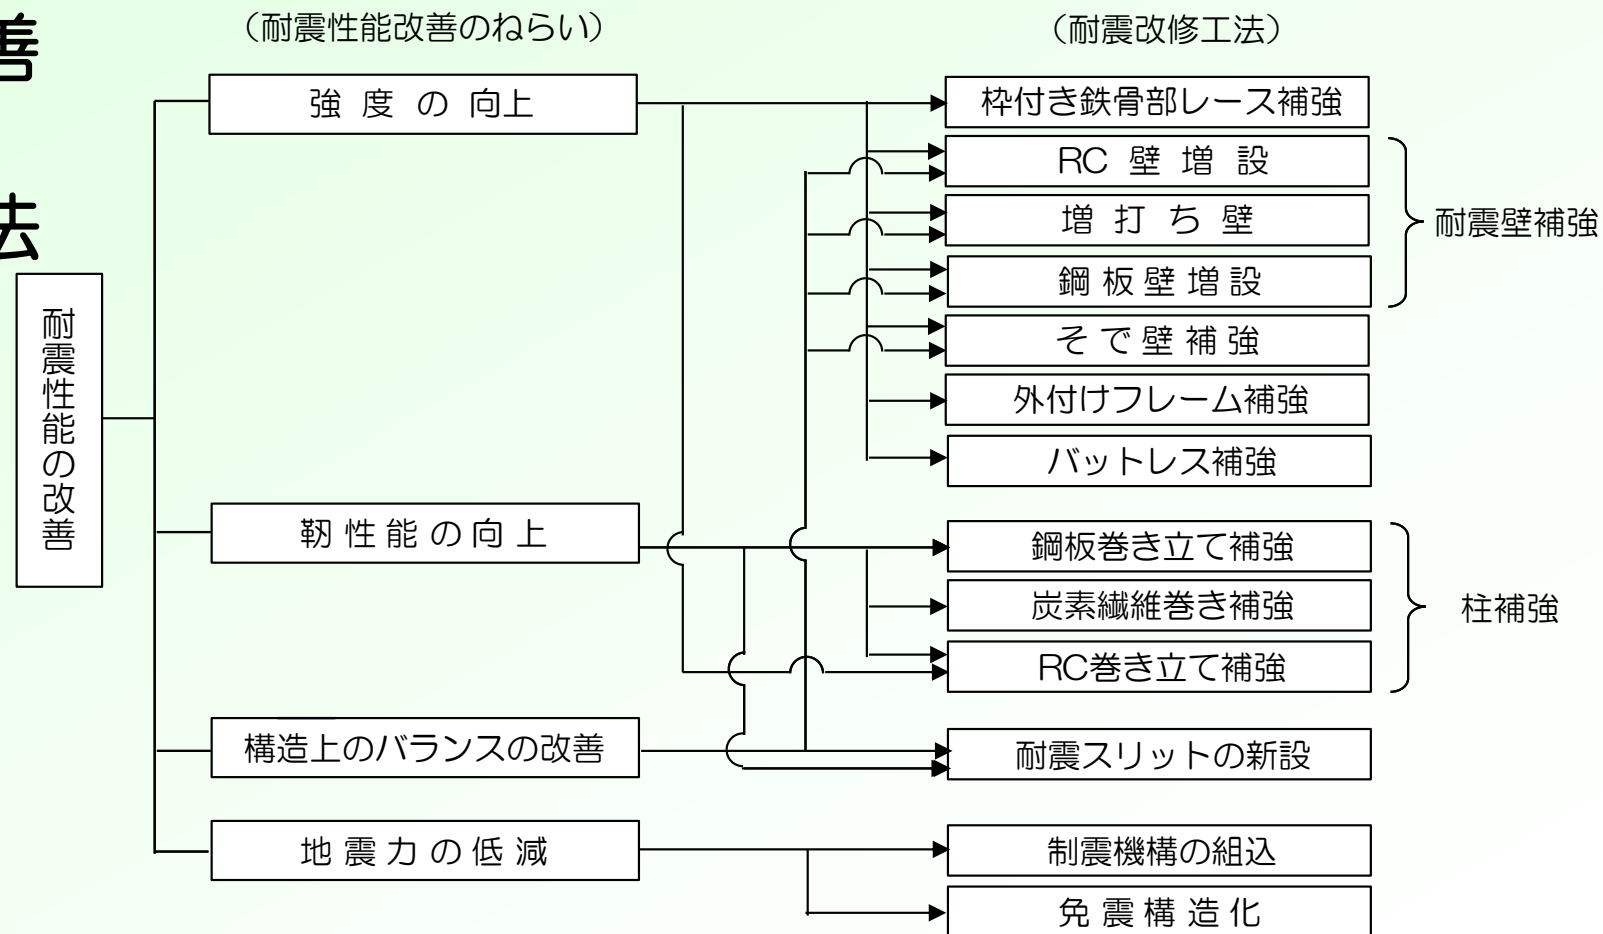 善
法
（耐震性能改善のねらい）
（耐震改修工法）
耐震性能の改善
強度の向上
靭性能の向上
構造上のバランスの改善
地震力の低減
枠付き鉄骨部レース補強
RC壁増設
増打ち壁
鋼板壁増設
そで壁補強
外付けフレーム補強
バットレス補強
耐震壁補強
鋼板巻き立て補強
炭素繊維巻き補強
RC巻き立て補強
柱補強
耐震スリットの新設
制震機構の組込
免震構造化